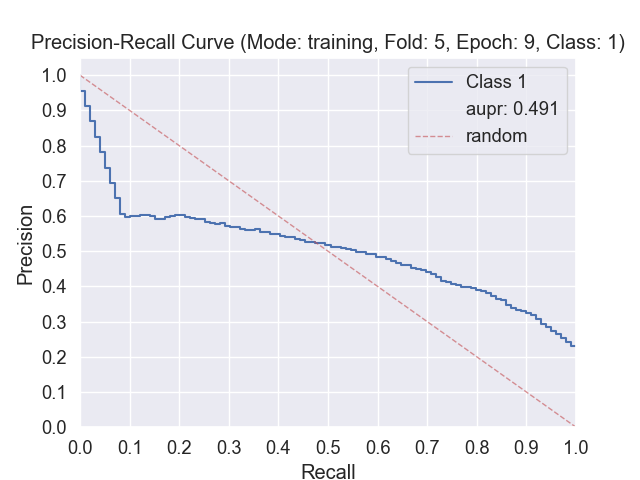 Precision-Recall Curve (Mode: training, Fold: 5, Epoch: 9, Class: 1)
Class 1
aupr: 0.491
random
Precision
1.0
0.9
0.8
0.7
0.6
0.5
0.4
0.3
0.2
0.1
0.0
0.0 0.1 0.2 0.3 0.4 0.5 0.6 0.7 0.8 0.9 1.0
Recall